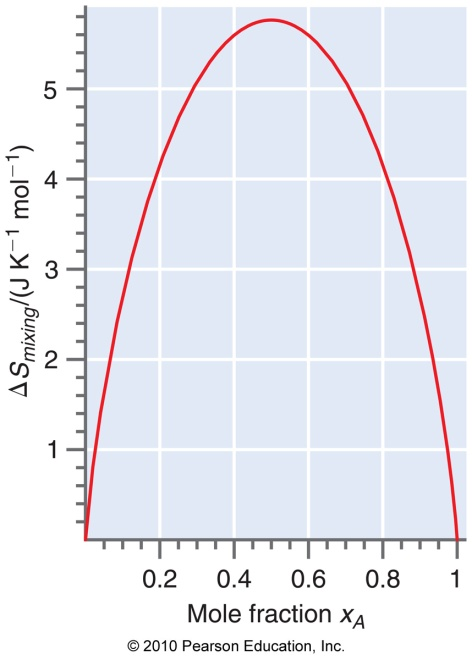 5
4
3
2
1
ΔS_mixing/(J K⁻¹ mol⁻¹)
0.2 0.4 0.6 0.8 1
Mole fraction x_A
© 2010 Pearson Education, Inc.